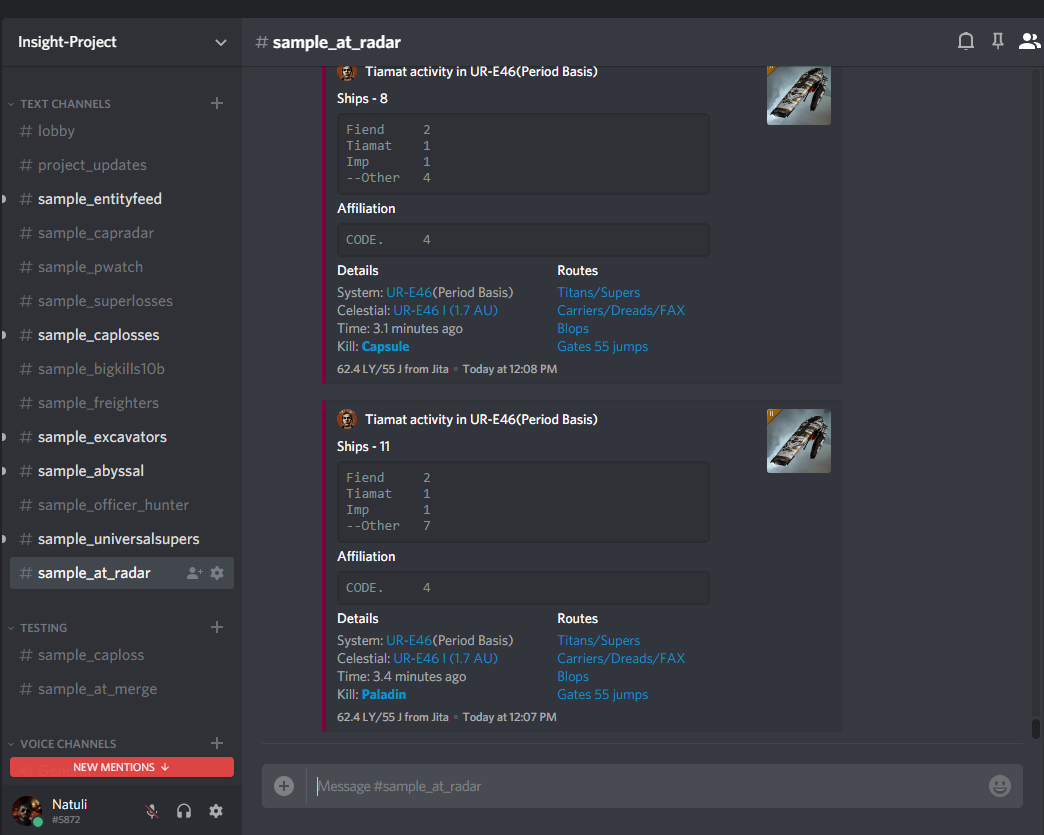 Insight-Project
# sample_at_radar
TEXT CHANNELS
# lobby
# project_updates
# sample_entityfeed
# sample_capradar
# sample_pwatch
# sample_superlosses
# sample_caplosses
# sample_bigkills10b
# sample_freighters
# sample_excavators
# sample_abyssal
# sample_officer_hunter
# sample_universalsupers
# sample_at_radar
TESTING
# sample_caploss
# sample_at_merge
VOICE CHANNELS
NEW MENTIONS ↓
Natuli
#5872
Tiamat activity in UR-E46(Period Basis)
Ships - 8
Fiend 2
Tiamat 1
Imp 1
--Other 4
Affiliation
CODE. 4
Details
System: UR-E46(Period Basis)
Celestial: UR-E46 I (1.7 AU)
Time: 3.1 minutes ago
Kill: Capsule
Routes
Titans/Supers
Carriers/Dreads/FAX
Blops
Gates 55 jumps
62.4 LY/55 J from Jita • Today at 12:08 PM
Tiamat activity in UR-E46(Period Basis)
Ships - 11
Fiend 2
Tiamat 1
Imp 1
--Other 7
Affiliation
CODE. 4
Details
System: UR-E46(Period Basis)
Celestial: UR-E46 I (1.7 AU)
Time: 3.4 minutes ago
Kill: Paladin
Routes
Titans/Supers
Carriers/Dreads/FAX
Blops
Gates 55 jumps
62.4 LY/55 J from Jita • Today at 12:07 PM
Message #sample_at_radar